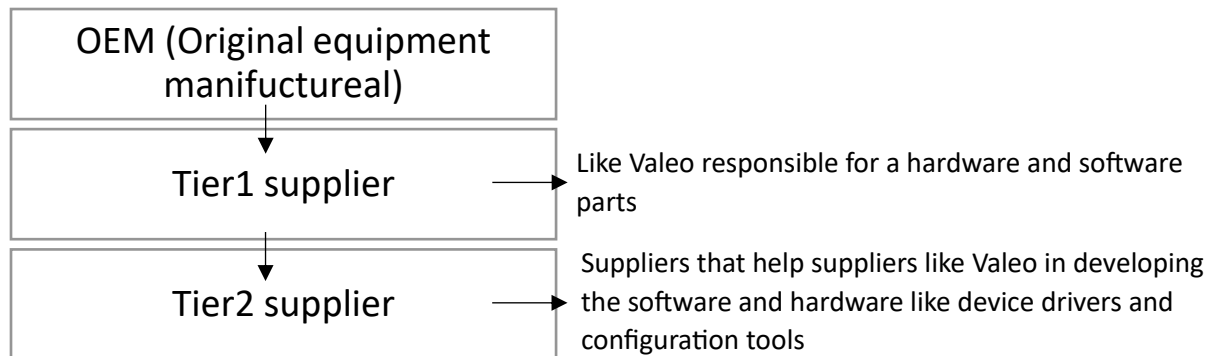 OEM (Original equipment
manifuctureal)
Tier1 supplier
Like Valeo responsible for a hardware and software
parts
Tier2 supplier
Suppliers that help suppliers like Valeo in developing
the software and hardware like device drivers and
configuration tools